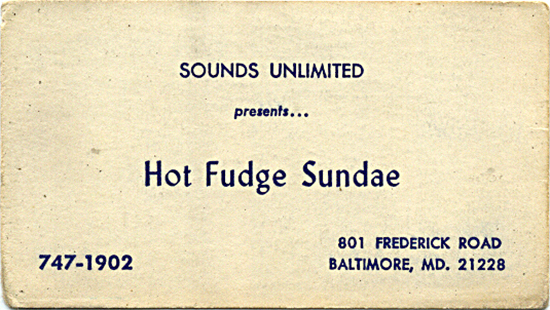 SOUNDS UNLIMITED
presents...
Hot Fudge Sundae
747-1902
801 FREDERICK ROAD
BALTIMORE, MD. 21228